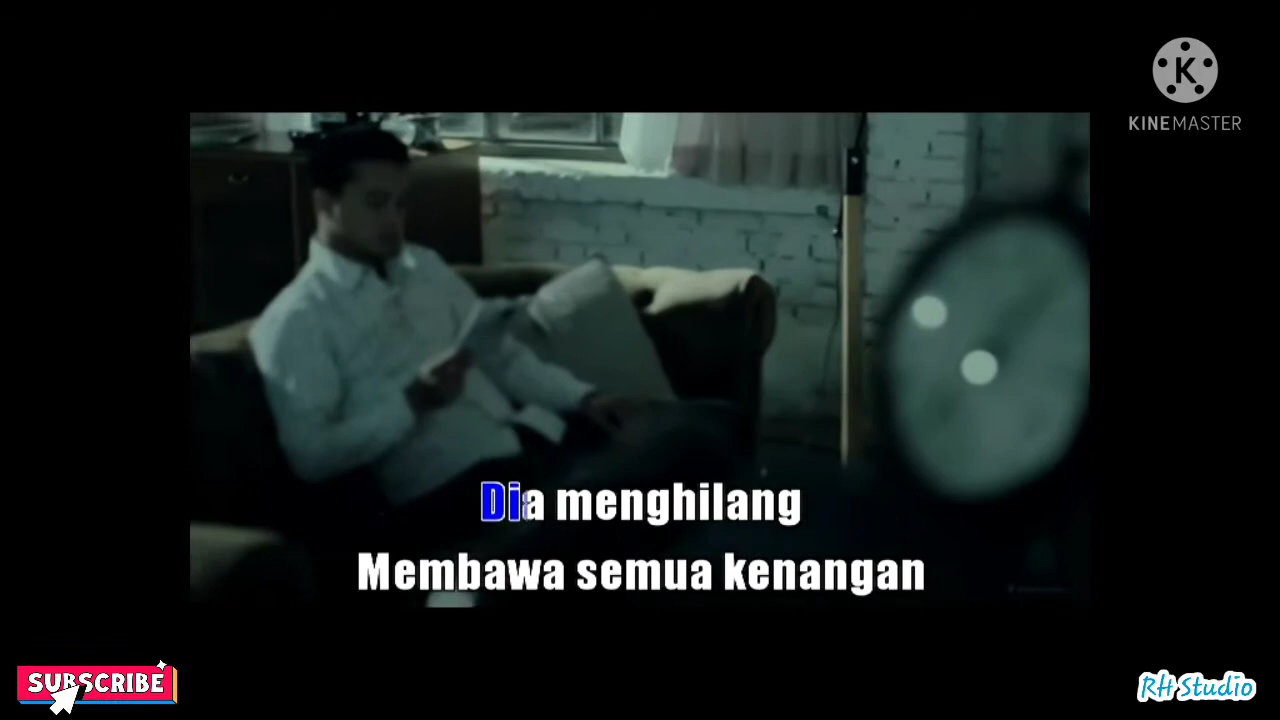 K
KINEMASTER
Dia menghilang
Membawa semua kenangan
SUBSCRIBE
RH Studio